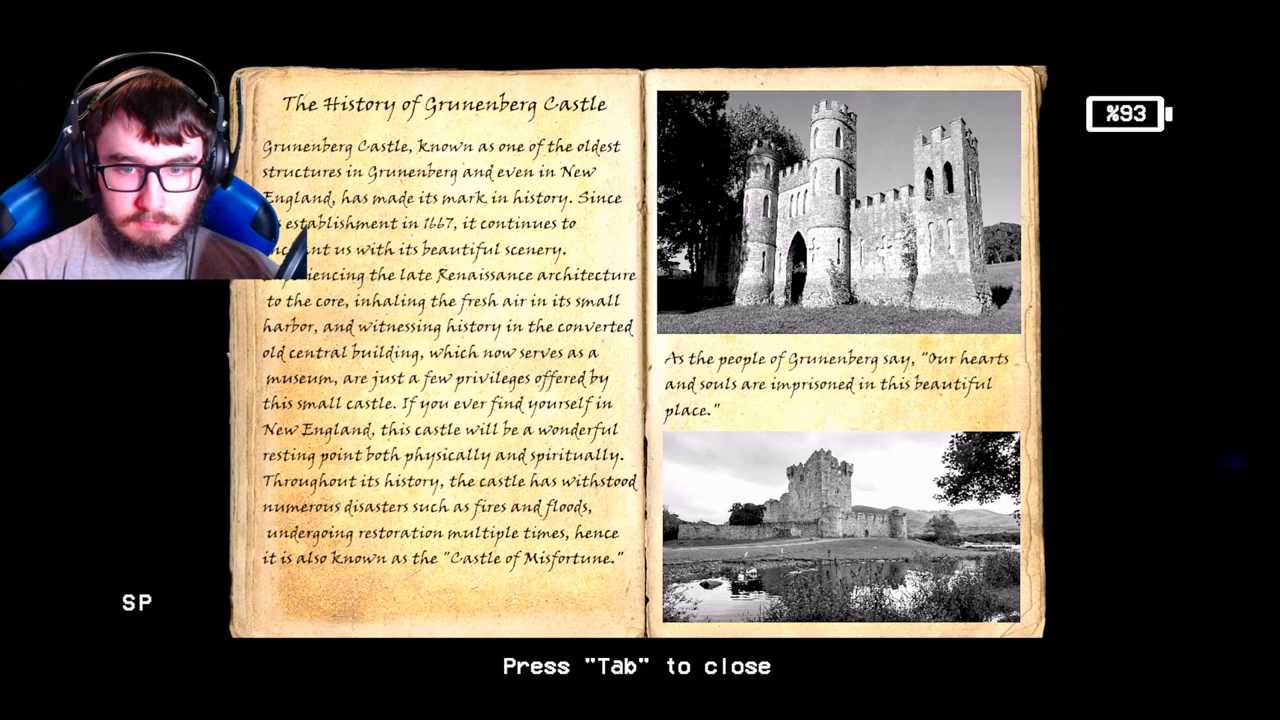 The History of Grunenberg Castle
Grunenberg Castle, known as one of the oldest
structures in Grunenberg and even in New
England, has made its mark in history. Since
establishment in 1667, it continues to
us with its beautiful scenery.
the late Renaissance architecture
to the core, inhaling the fresh air in its small
harbor, and witnessing history in the converted
old central building, which now serves as a
museum, are just a few privileges offered by
this small castle. If you ever find yourself in
New England, this castle will be a wonderful
resting point both physically and spiritually.
Throughout its history, the castle has withstood
numerous disasters such as fires and floods,
undergoing restoration multiple times, hence
it is also known as the "Castle of Misfortune."
As the people of Grunenberg say, "Our hearts
and souls are imprisoned in this beautiful
place."
%93
SP
Press "Tab" to close